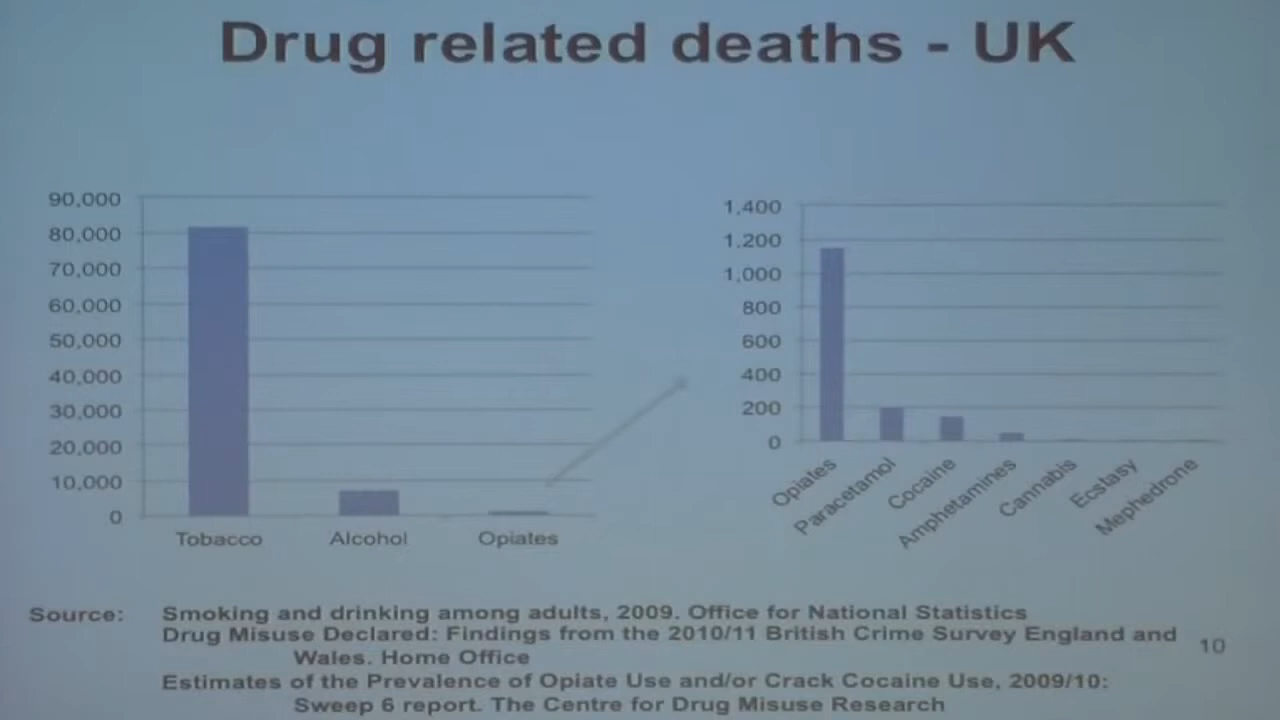 Drug related deaths - UK
90,000
80,000
70,000
60,000
50,000
40,000
30,000
20,000
10,000
0
Tobacco
Alcohol
Opiates
1,400
1,200
1,000
800
600
400
200
0
Opiates
Paracetamol
Cocaine
Amphetamines
Cannabis
Ecstasy
Mephedrone
Source: Smoking and drinking among adults, 2009. Office for National Statistics
Drug Misuse Declared: Findings from the 2010/11 British Crime Survey England and
Wales. Home Office
10
Estimates of the Prevalence of Opiate Use and/or Crack Cocaine Use, 2009/10:
Sweep 6 report. The Centre for Drug Misuse Research